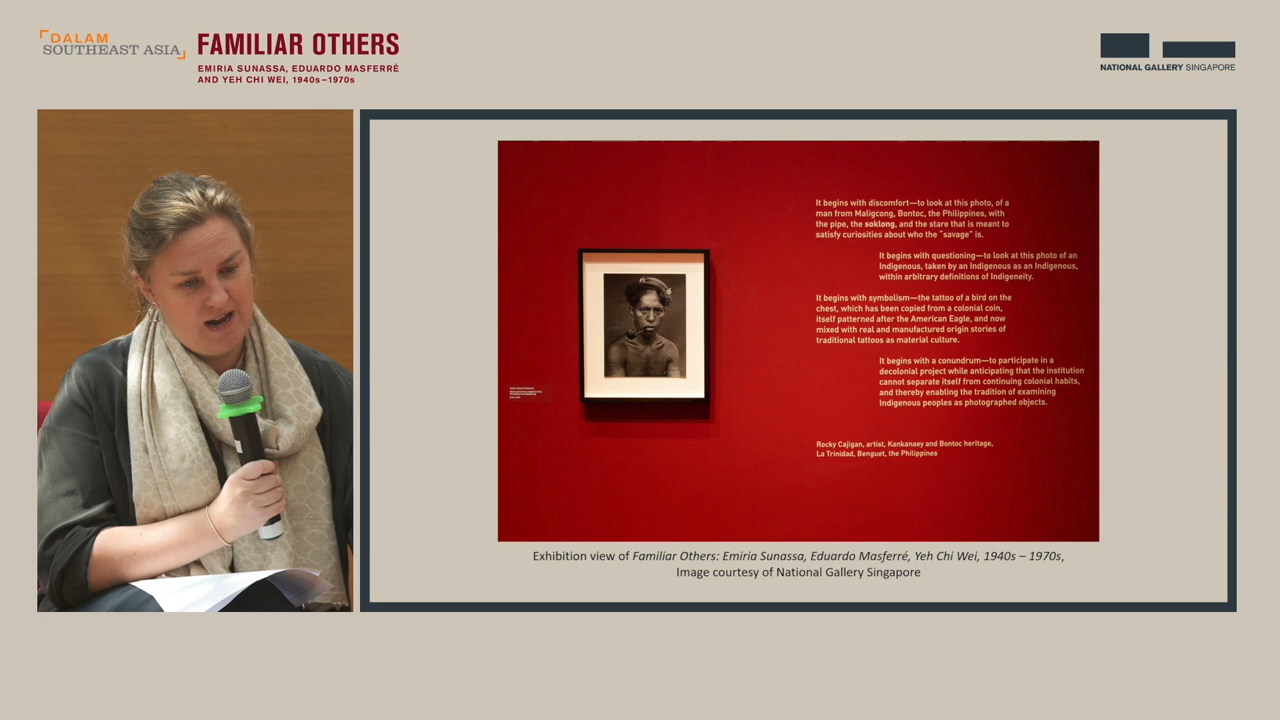 DALAM
SOUTHEAST ASIA
FAMILIAR OTHERS
EMIRIA SUNASSA, EDUARDO MASFERRÉ
AND YEH CHI WEI, 1940s–1970s
NATIONAL GALLERY SINGAPORE
It begins with discomfort—to look at this photo, of a
man from Maligcong, Bontoc, the Philippines, with
the pipe, the soklong, and the stare that is meant to
satisfy curiosities about who the "savage" is.
It begins with questioning—to look at this photo of an
Indigenous, taken by an Indigenous as an Indigenous,
within arbitrary definitions of Indigeneity.
It begins with symbolism—the tattoo of a bird on the
chest, which has been copied from a colonial coin,
itself patterned after the American Eagle, and now
mixed with real and manufactured origin stories of
traditional tattoos as material culture.
It begins with a conundrum—to participate in a
decolonial project while anticipating that the institution
cannot separate itself from continuing colonial habits,
and thereby enabling the tradition of examining
Indigenous peoples as photographed objects.
Rocky Cajigan, artist, Kankanaey and Bontoc heritage,
La Trinidad, Benguet, the Philippines
Exhibition view of Familiar Others: Emiria Sunassa, Eduardo Masferré, Yeh Chi Wei, 1940s – 1970s,
Image courtesy of National Gallery Singapore